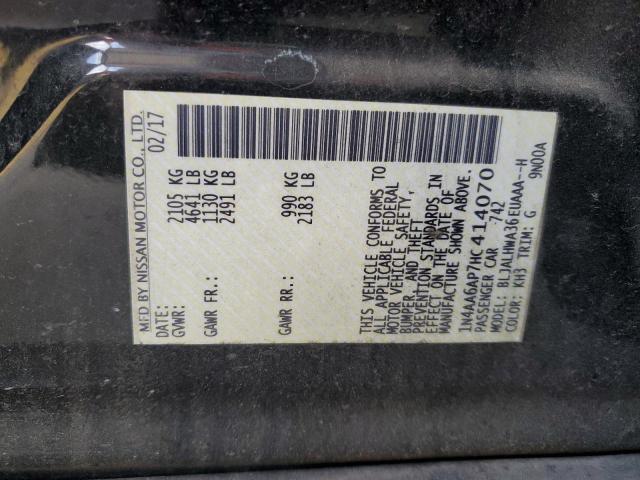 MFD BY NISSAN MOTOR CO., LTD.
DATE: 02/17
GVWR: 2105 KG
4641 LB
GAWR FR: 1130 KG
2491 LB
GAWR RR: 990 KG
2183 LB
THIS VEHICLE CONFORMS TO
ALL APPLICABLE FEDERAL
MOTOR VEHICLE SAFETY,
BUMPER, AND THEFT
PREVENTION STANDARDS IN
EFFECT ON THE DATE OF
MANUFACTURE SHOWN ABOVE.
1N4AA6AP7HC414070
PASSENGER CAR -742
MODEL: BLJALHWA36EUAAA--H
COLOR: KH3 TRIM: G 9N00A